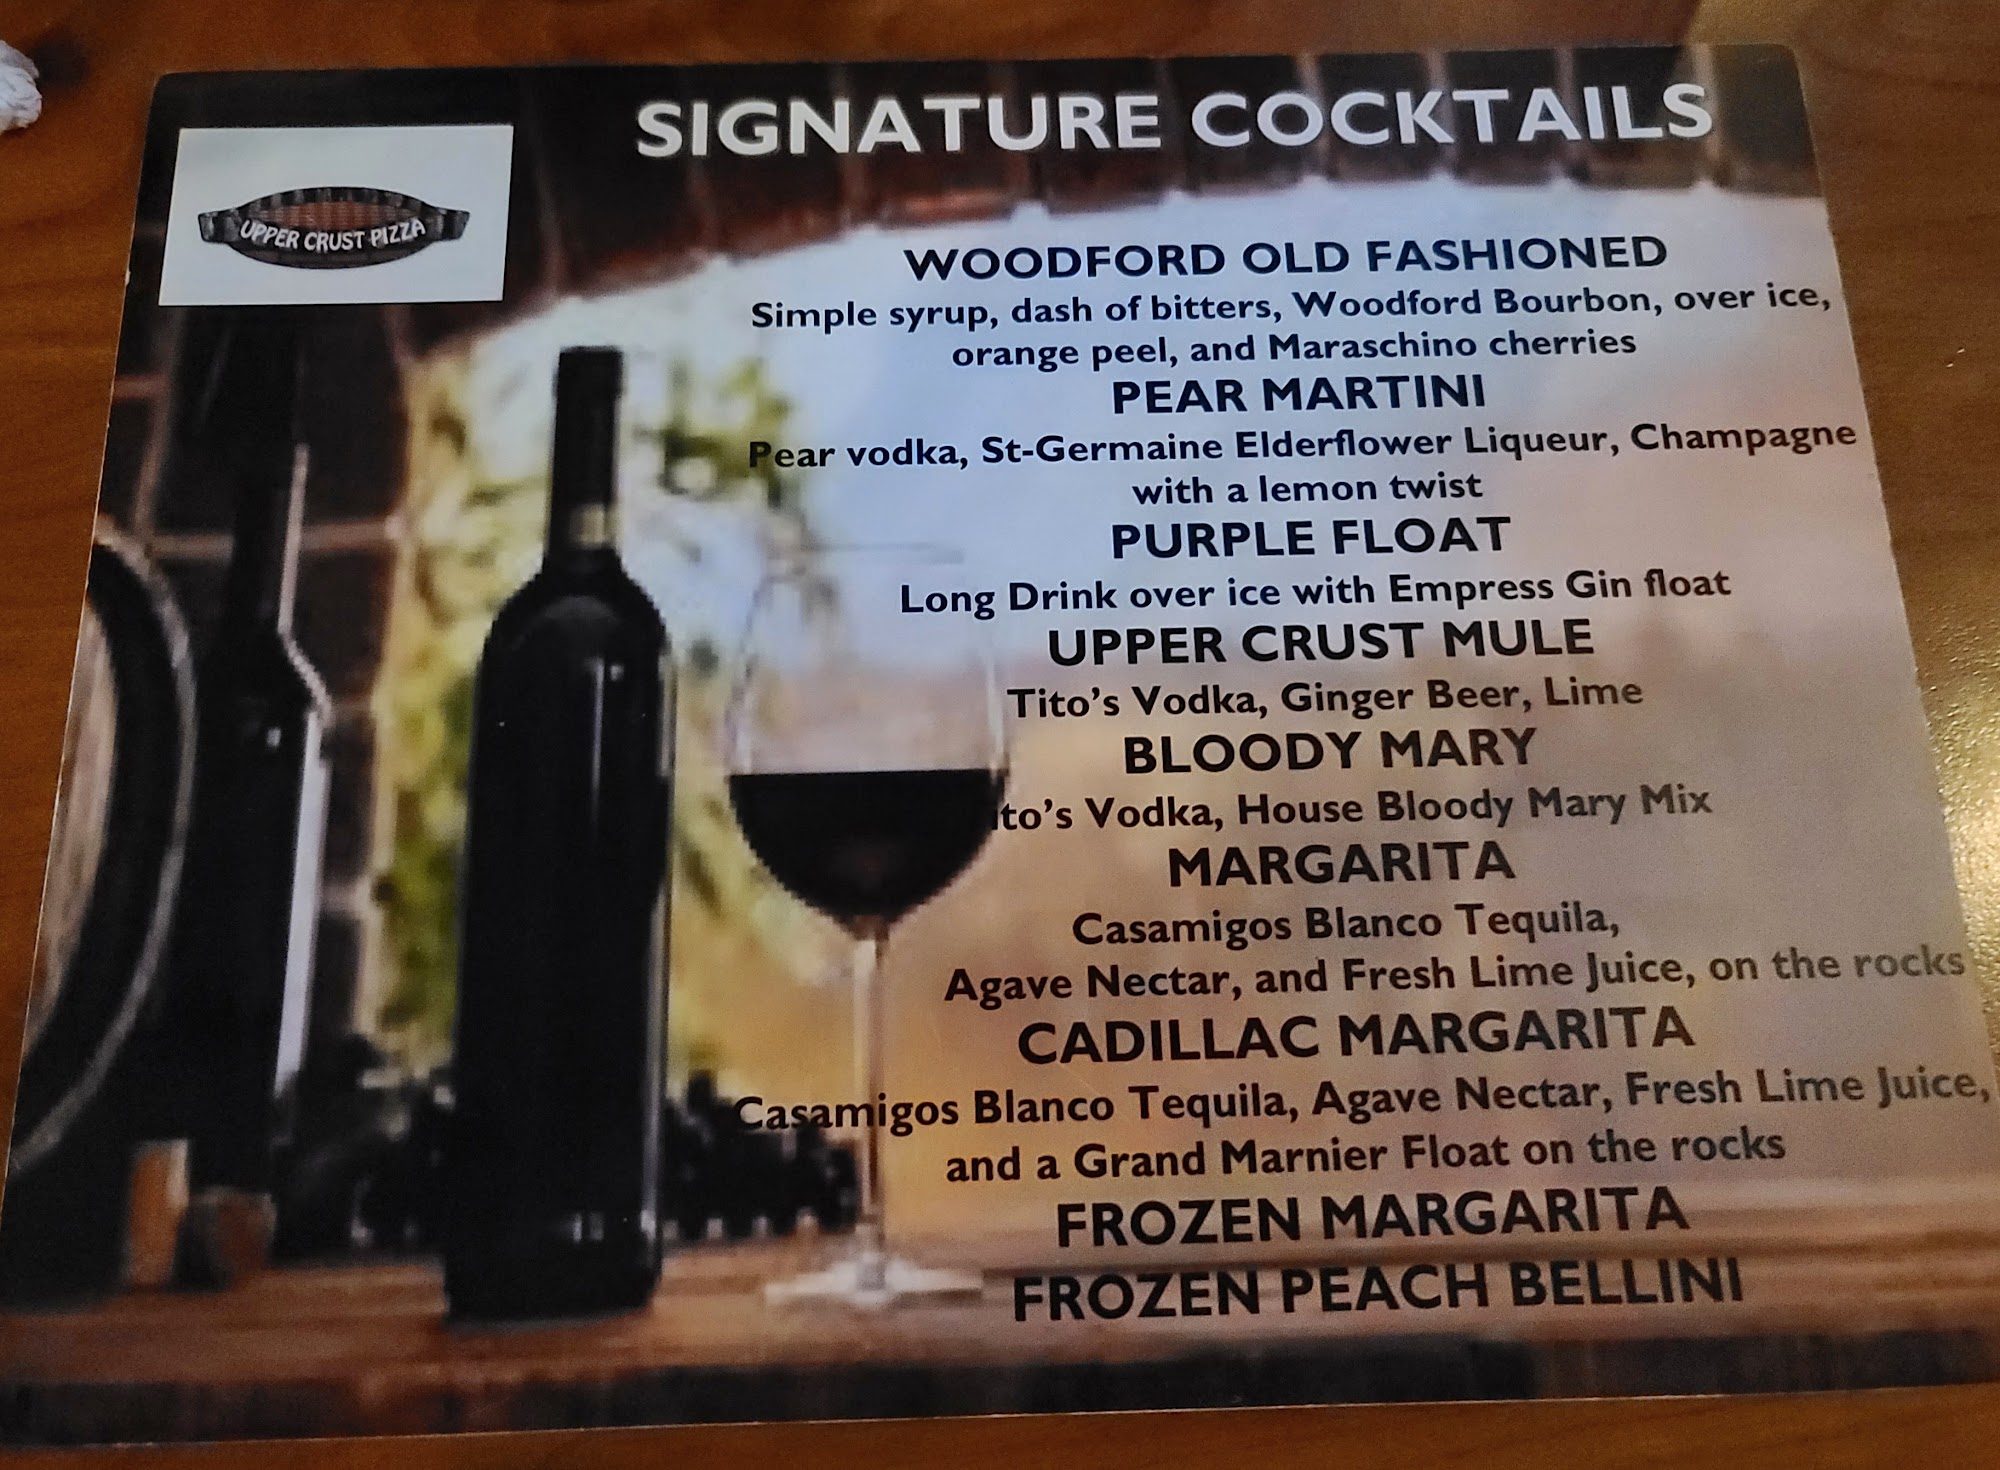 SIGNATURE COCKTAILS
UPPER CRUST PIZZA
WOODFORD OLD FASHIONED
Simple syrup, dash of bitters, Woodford Bourbon, over ice,
orange peel, and Maraschino cherries
PEAR MARTINI
Pear vodka, St-Germaine Elderflower Liqueur, Champagne
with a lemon twist
PURPLE FLOAT
Long Drink over ice with Empress Gin float
UPPER CRUST MULE
Tito's Vodka, Ginger Beer, Lime
BLOODY MARY
ito's Vodka, House Bloody Mary Mix
MARGARITA
Casamigos Blanco Tequila,
Agave Nectar, and Fresh Lime Juice, on the rocks
CADILLAC MARGARITA
Casamigos Blanco Tequila, Agave Nectar, Fresh Lime Juice,
and a Grand Marnier Float on the rocks
FROZEN MARGARITA
FROZEN PEACH BELLINI